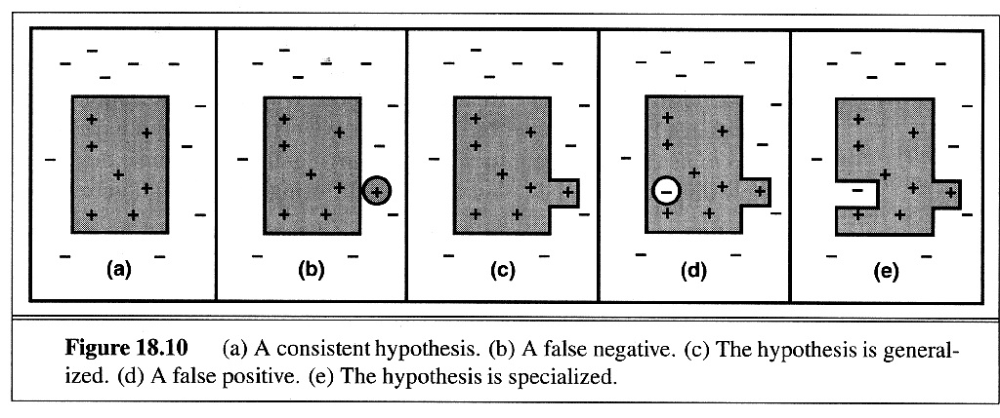 (a) (b) (c) (d) (e)
Figure 18.10 (a) A consistent hypothesis. (b) A false negative. (c) The hypothesis is general-
ized. (d) A false positive. (e) The hypothesis is specialized.